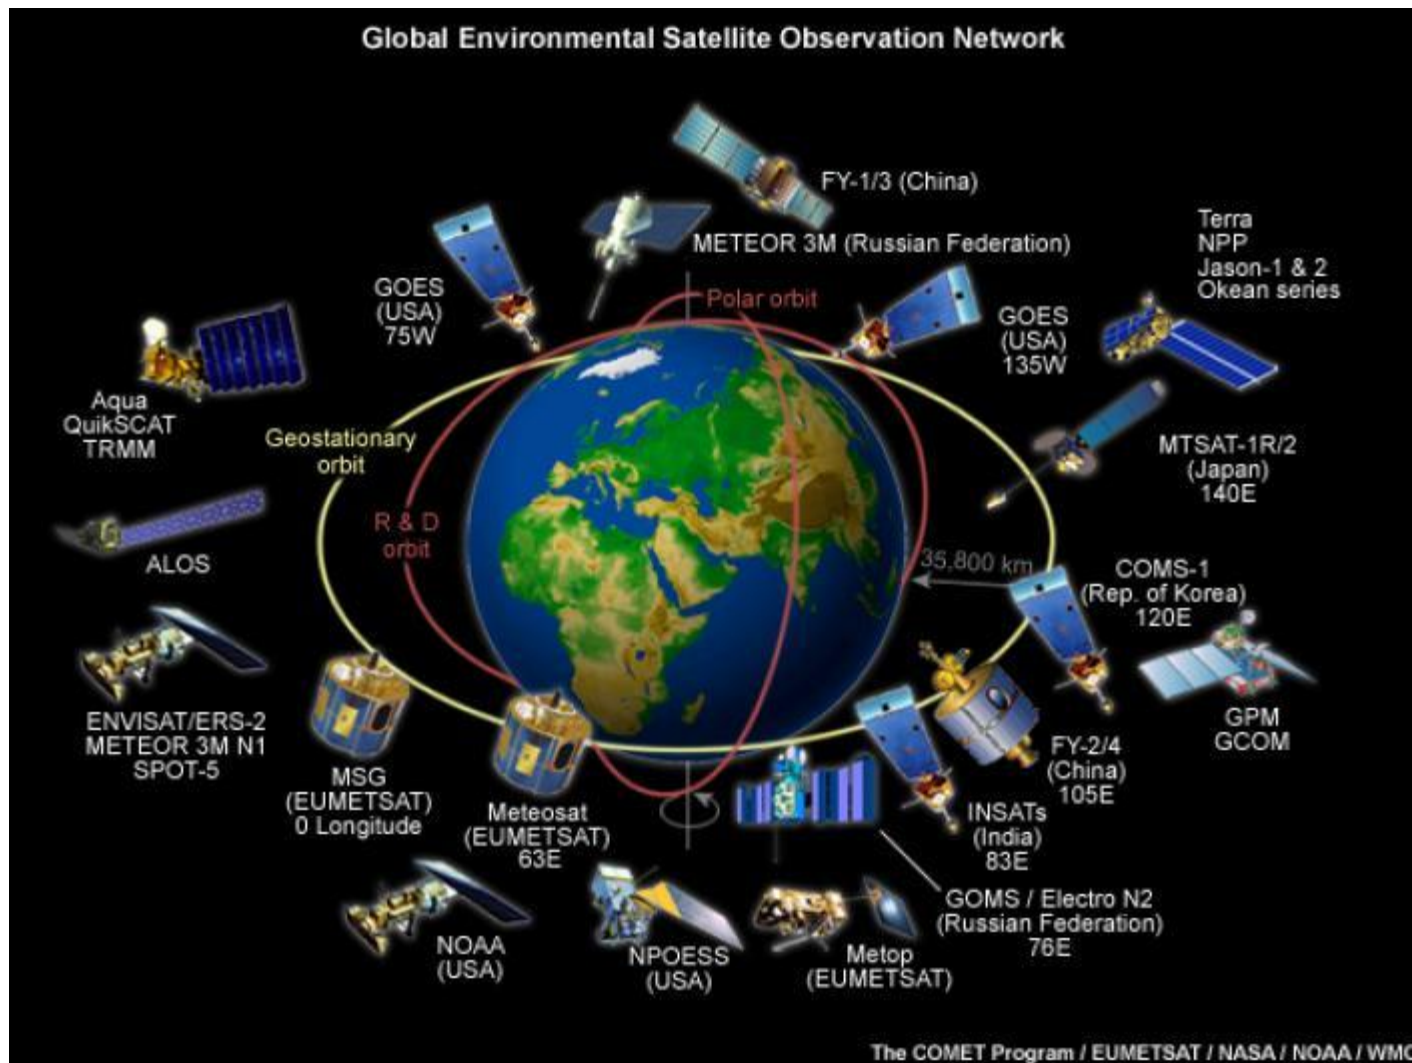 Global Environmental Satellite Observation Network
FY-1/3 (China)
METEOR 3M (Russian Federation)
Terra
NPP
Jason-1 & 2
Okean series
GOES
(USA)
75W
Polar orbit
GOES
(USA)
135W
Aqua
QuikSCAT
TRMM
Geostationary
orbit
MTSAT-1R/2
(Japan)
140E
R & D
orbit
ALOS
35,800 km
COMS-1
(Rep. of Korea)
120E
ENVISAT/ERS-2
METEOR 3M N1
SPOT-5
GPM
GCOM
MSG
(EUMETSAT)
0 Longitude
Meteosat
(EUMETSAT)
63E
FY-2/4
(China)
105E
INSATs
(India)
83E
GOMS / Electro N2
(Russian Federation)
76E
NOAA
(USA)
NPOESS
(USA)
Metop
(EUMETSAT)
The COMET Program / EUMETSAT / NASA / NOAA / WMO